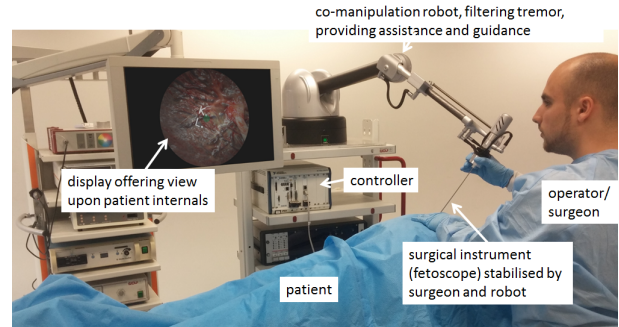 co-manipulation robot, filtering tremor,
providing assistance and guidance
display offering view
upon patient internals
controller
operator/
surgeon
surgical instrument
(fetoscope) stabilised by
surgeon and robot
patient